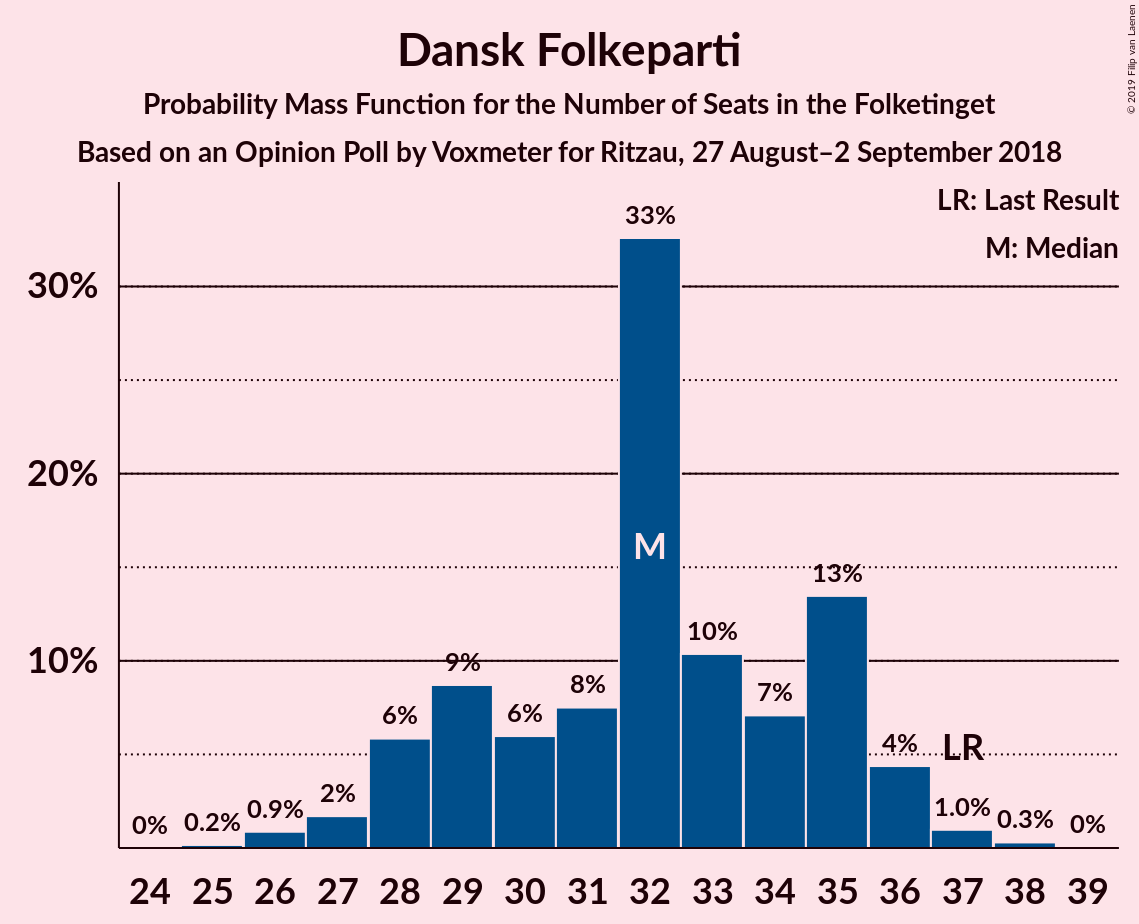 Dansk Folkeparti
Probability Mass Function for the Number of Seats in the Folketinget
Based on an Opinion Poll by Voxmeter for Ritzau, 27 August–2 September 2018
© 2019 Filip van Laenen
LR: Last Result
M: Median
30%
20%
10%
0%
0.2%
0.9%
2%
6%
9%
6%
8%
33%
M
10%
7%
13%
4%
LR
1.0%
0.3%
0%
24 25 26 27 28 29 30 31 32 33 34 35 36 37 38 39